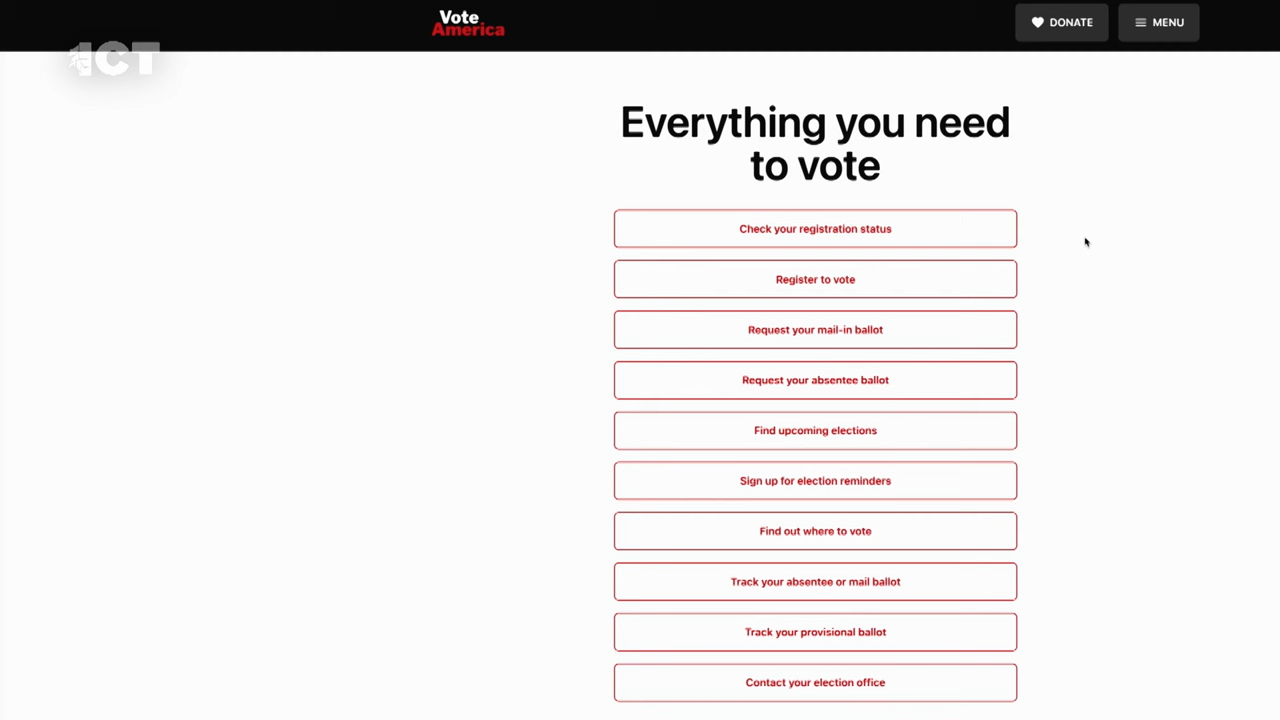 Vote
America
DONATE
MENU
1CT
Everything you need
to vote
Check your registration status
Register to vote
Request your mail-in ballot
Request your absentee ballot
Find upcoming elections
Sign up for election reminders
Find out where to vote
Track your absentee or mail ballot
Track your provisional ballot
Contact your election office